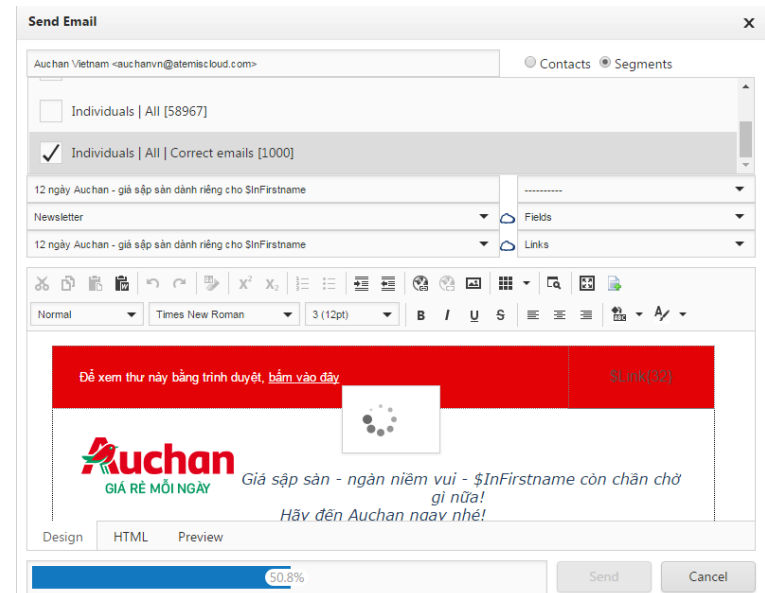 Send Email
x
Auchan Vietnam <auchanvn@atemiscloud.com>
Contacts Segments
Individuals | All [58967]
Individuals | All | Correct emails [1000]
12 ngày Auchan - giá sập sàn dành riêng cho $InFirstname
----------
Newsletter
Fields
12 ngày Auchan - giá sập sàn dành riêng cho $InFirstname
Links
Normal
Times New Roman
3 (12pt)
B I U S
Để xem thư này bằng trình duyệt, bấm vào đây
$Link{32}
Auchan
GIÁ RẺ MỖI NGÀY
Giá sập sàn - ngàn niềm vui - $InFirstname còn chần chờ
gì nữa!
Hãy đến Auchan ngay nhé!
Design HTML Preview
50.8%
Send
Cancel